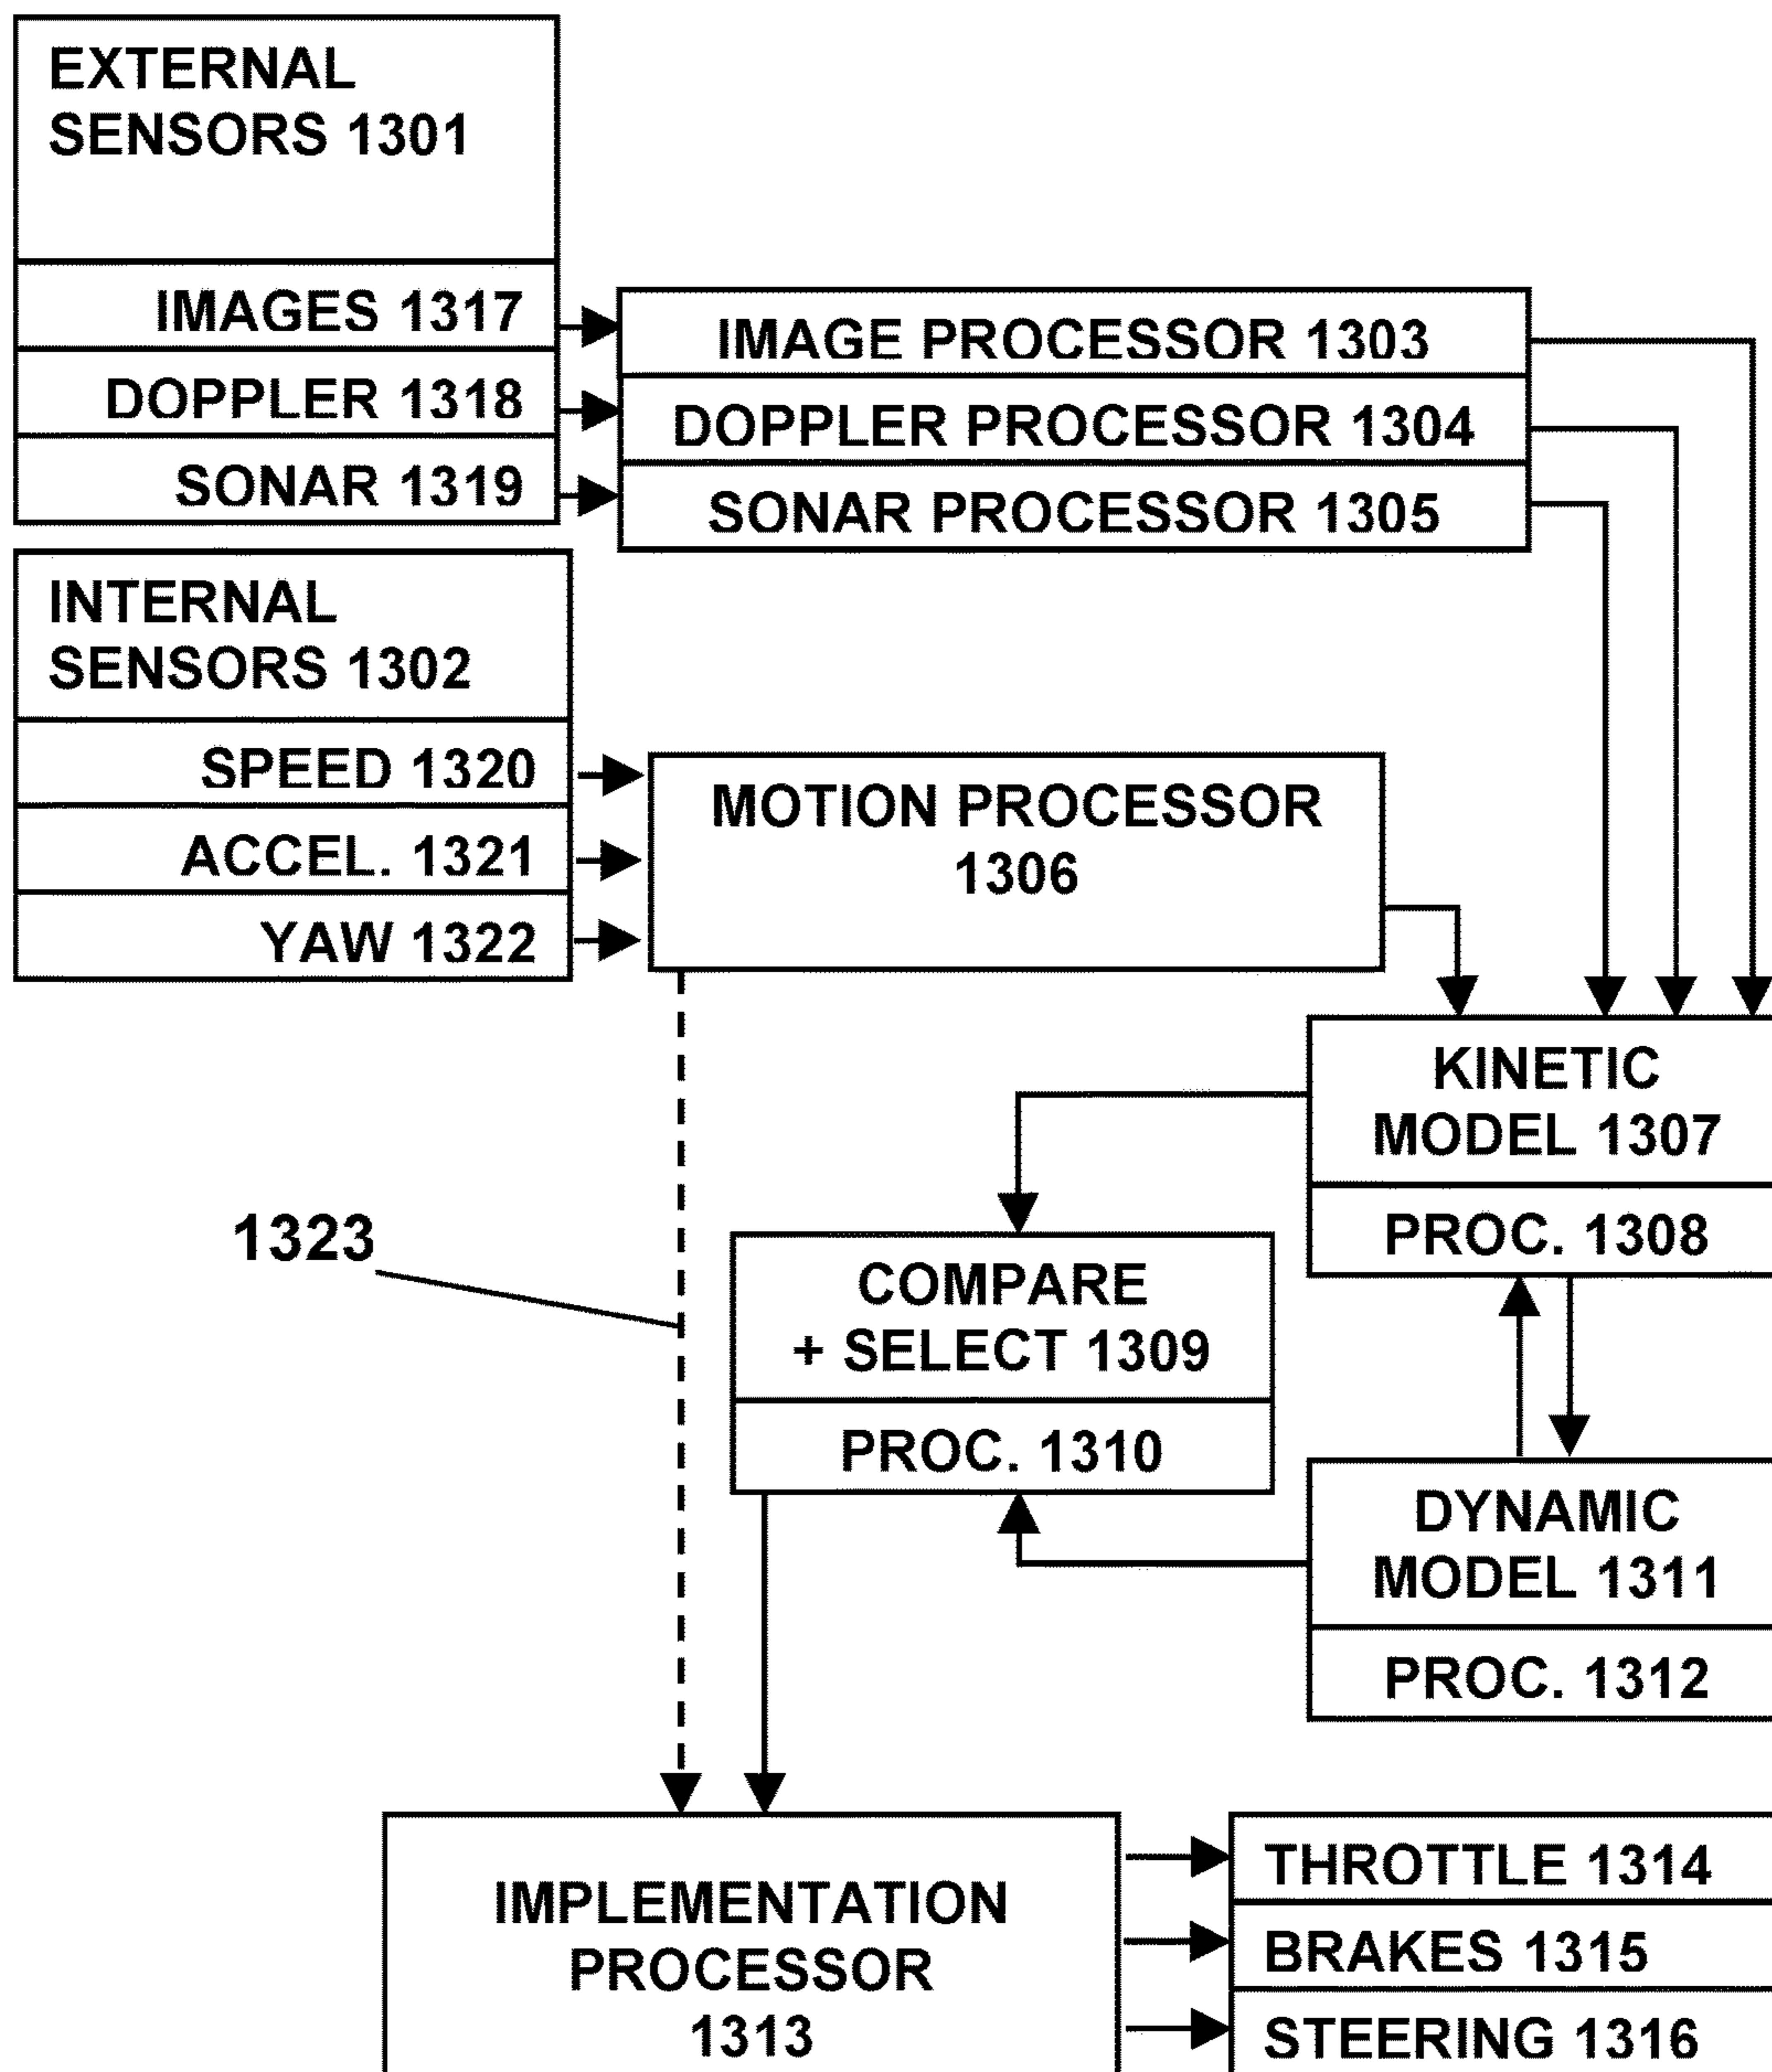 EXTERNAL
SENSORS 1301
IMAGES 1317
DOPPLER 1318
SONAR 1319
IMAGE PROCESSOR 1303
DOPPLER PROCESSOR 1304
SONAR PROCESSOR 1305
INTERNAL
SENSORS 1302
SPEED 1320
ACCEL. 1321
YAW 1322
MOTION PROCESSOR
1306
KINETIC
MODEL 1307
PROC. 1308
1323
COMPARE
+ SELECT 1309
PROC. 1310
DYNAMIC
MODEL 1311
PROC. 1312
IMPLEMENTATION
PROCESSOR
1313
THROTTLE 1314
BRAKES 1315
STEERING 1316